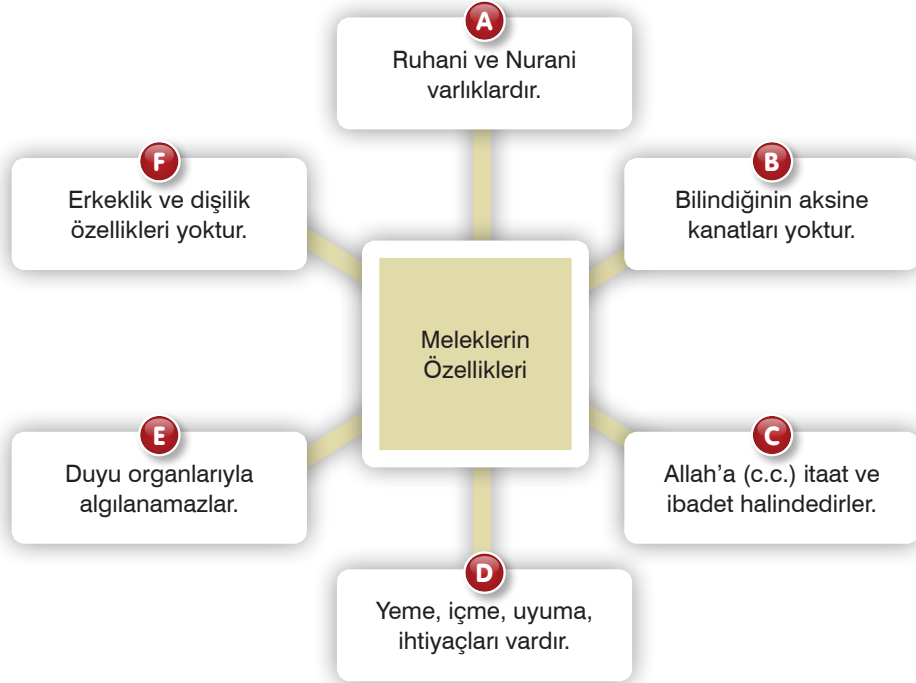 A
Ruhani ve Nurani
varlıklardır.
F
Erkeklik ve dişilik
özellikleri yoktur.
B
Bilindiğinin aksine
kanatları yoktur.
Meleklerin
Özellikleri
E
Duyu organlarıyla
algılanamazlar.
C
Allah’a (c.c.) itaat ve
ibadet halindedirler.
D
Yeme, içme, uyuma,
ihtiyaçları vardır.